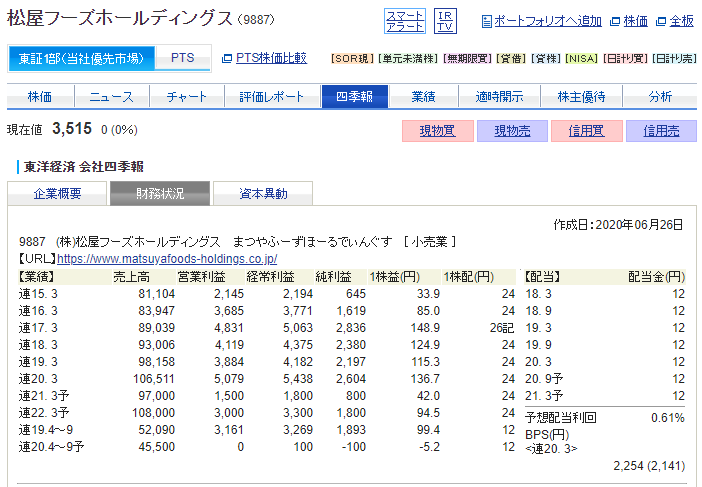 松屋フーズホールディングス (9887)
スマートアラート
IRTV
ポートフォリオへ追加 株価 全板
東証1部(当社優先市場) PTS PTS株価比較 [SOR現] [単元未満株] [無期限買] [貸借] [貸株] [NISA] [日計り買] [日計り売]
株価 ニュース チャート 評価レポート 四季報 業績 適時開示 株主優待 分析
現在値 3,515 0 (0%) 現物買 現物売 信用買 信用売
東洋経済 会社四季報
企業概要 財務状況 資本異動
作成日:2020年06月26日
9887 (株)松屋フーズホールディングス まつやふーずほーるでぃんぐす [ 小売業 ]
【URL】https://www.matsuyafoods-holdings.co.jp/
【業績】 売上高 営業利益 経常利益 純利益 1株益(円) 1株配(円) 【配当】 配当金(円)
連15. 3 81,104 2,145 2,194 645 33.9 24 18. 3 12
連16. 3 83,947 3,685 3,771 1,619 85.0 24 18. 9 12
連17. 3 89,039 4,831 5,063 2,836 148.9 26記 19. 3 12
連18. 3 93,006 4,119 4,375 2,380 124.9 24 19. 9 12
連19. 3 98,158 3,884 4,182 2,197 115.3 24 20. 3 12
連20. 3 106,511 5,079 5,438 2,604 136.7 24 20. 9予 12
連21. 3予 97,000 1,500 1,800 800 42.0 24 21. 3予 12
連22. 3予 108,000 3,000 3,300 1,800 94.5 24 予想配当利回 0.61%
連19.4~9 52,090 3,161 3,269 1,893 99.4 12 BPS(円)
連20.4~9予 45,500 0 100 -100 -5.2 12 <連20. 3>
2,254 (2,141)